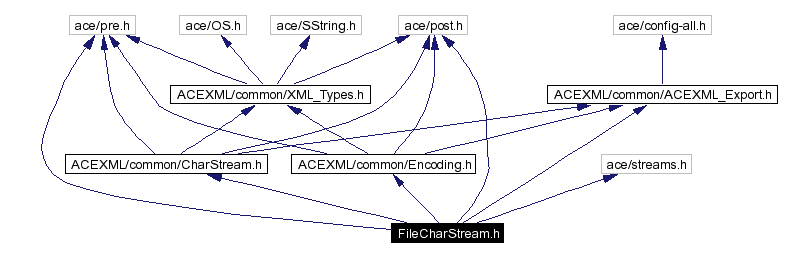 ace/pre.h
ace/OS.h
ace/SString.h
ace/post.h
ace/config-all.h
ACEXML/common/XML_Types.h
ACEXML/common/ACEXML_Export.h
ACEXML/common/CharStream.h
ACEXML/common/Encoding.h
ace/streams.h
FileCharStream.h